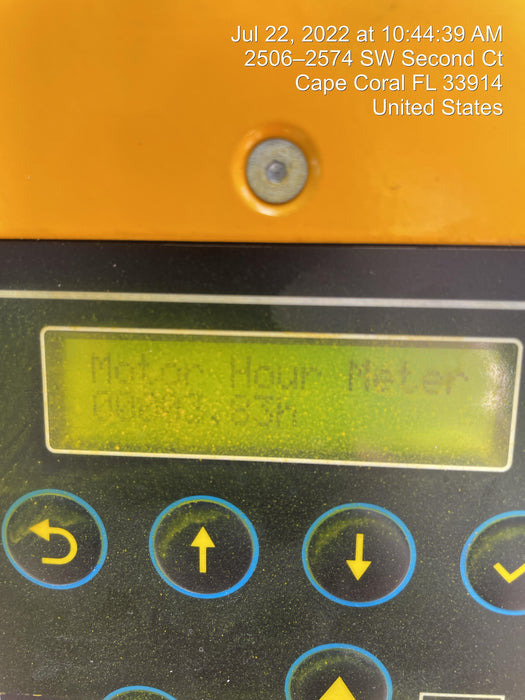 Jul 22, 2022 at 10:44:39 AM
2506–2574 SW Second Ct
Cape Coral FL 33914
United States
Motor Hour Meter